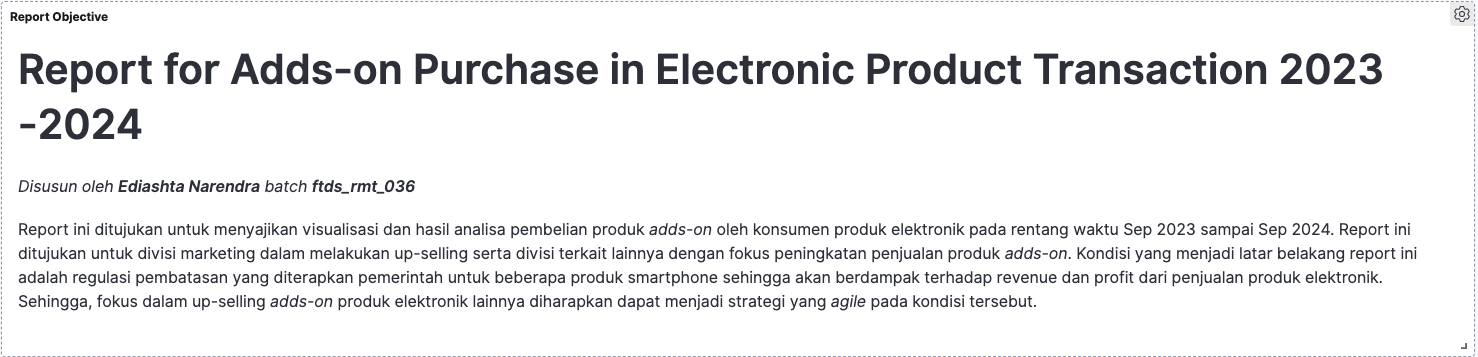 Report Objective
Report for Adds-on Purchase in Electronic Product Transaction 2023
-2024
Disusun oleh Ediashta Narendra batch ftds_rmt_036
Report ini ditujukan untuk menyajikan visualisasi dan hasil analisa pembelian produk adds-on oleh konsumen produk elektronik pada rentang waktu Sep 2023 sampai Sep 2024. Report ini
ditujukan untuk divisi marketing dalam melakukan up-selling serta divisi terkait lainnya dengan fokus peningkatan penjualan produk adds-on. Kondisi yang menjadi latar belakang report ini
adalah regulasi pembatasan yang diterapkan pemerintah untuk beberapa produk smartphone sehingga akan berdampak terhadap revenue dan profit dari penjualan produk elektronik.
Sehingga, fokus dalam up-selling adds-on produk elektronik lainnya diharapkan dapat menjadi strategi yang agile pada kondisi tersebut.